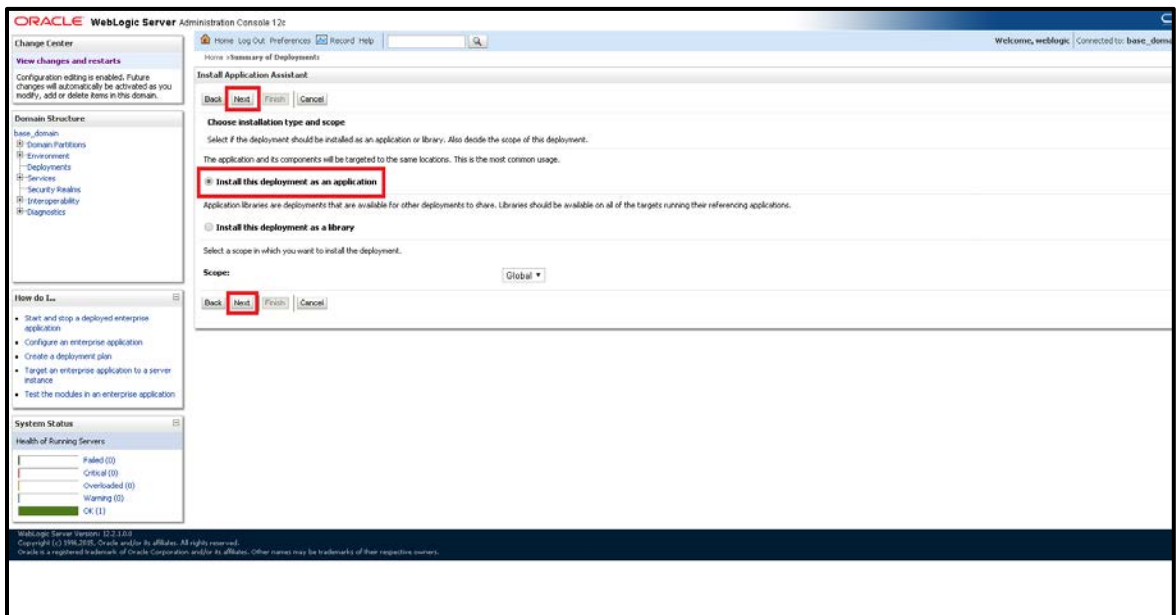 ORACLE WebLogic Server Administration Console 12c
Change Center
View changes and restarts
Configuration editing is enabled. Future
changes will automatically be activated as you
modify, add or delete items in this domain.
Domain Structure
base_domain
Domain Partitions
Environment
Deployments
Services
Security Realms
Interoperability
Diagnostics
How do I...
Start and stop a deployed enterprise
application
Configure an enterprise application
Create a deployment plan
Target an enterprise application to a server
instance
Test the modules in an enterprise application
System Status
Health of Running Servers
Failed (0)
Critical (0)
Overloaded (0)
Warning (0)
OK (1)
Home Log Out Preferences Record Help
Welcome, weblogic Connected to: base_doma
Home >Summary of Deployments
Install Application Assistant
Back Next Finish Cancel
Choose installation type and scope
Select if the deployment should be installed as an application or library. Also decide the scope of this deployment.
The application and its components will be targeted to the same locations. This is the most common usage.
Install this deployment as an application
Application libraries are deployments that are available for other deployments to share. Libraries should be available on all of the targets running their referencing applications.
Install this deployment as a library
Select a scope in which you want to install the deployment.
Scope: Global
Back Next Finish Cancel
WebLogic Server Version: 12.2.1.0.0
Copyright (c) 1996,2015, Oracle and/or its affiliates. All rights reserved.
Oracle is a registered trademark of Oracle Corporation and/or its affiliates. Other names may be trademarks of their respective owners.